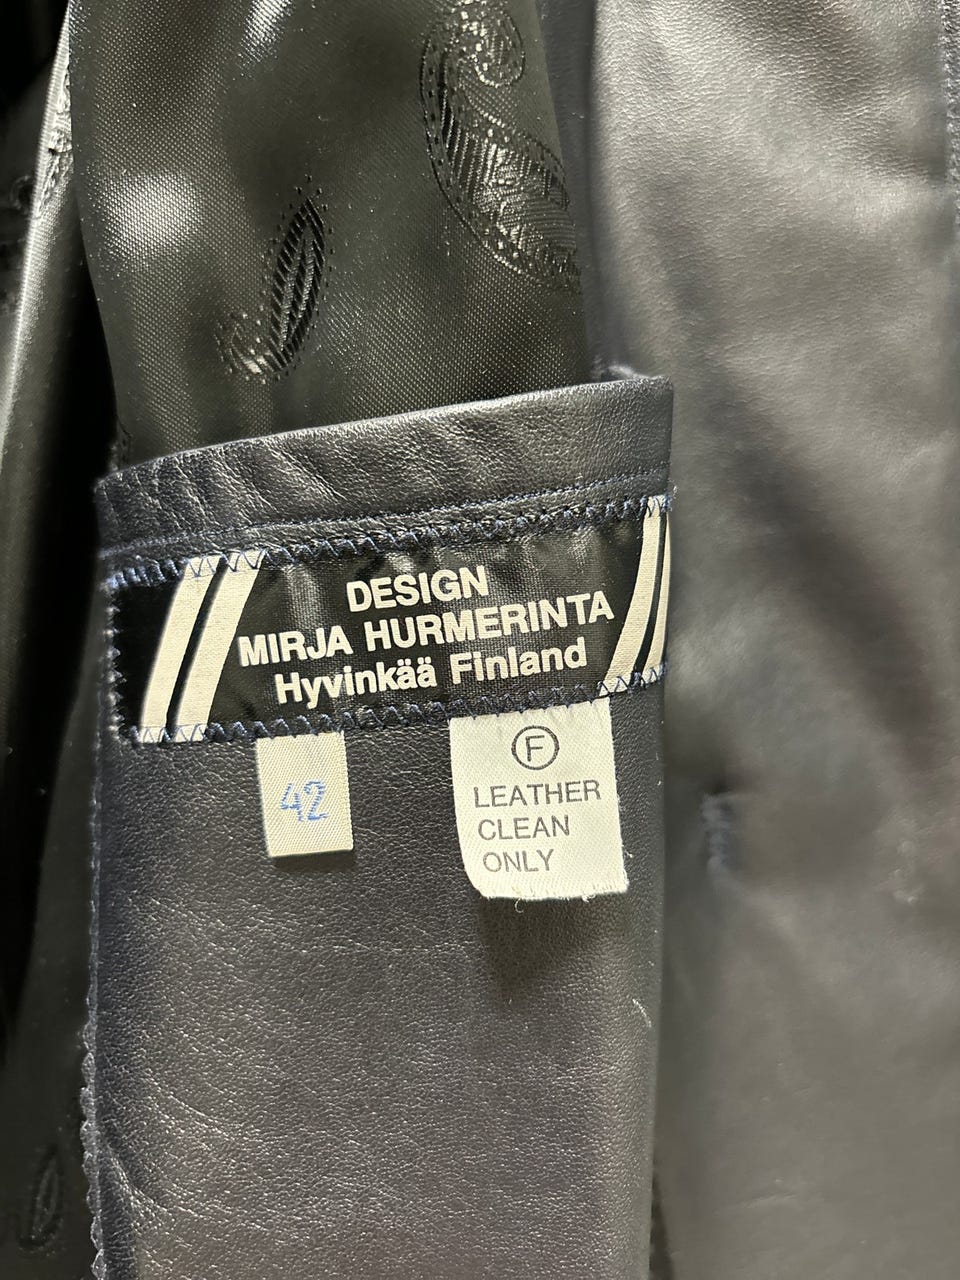 DESIGN
MIRJA HURMERINTA
Hyvinkää Finland
42
F
LEATHER
CLEAN
ONLY